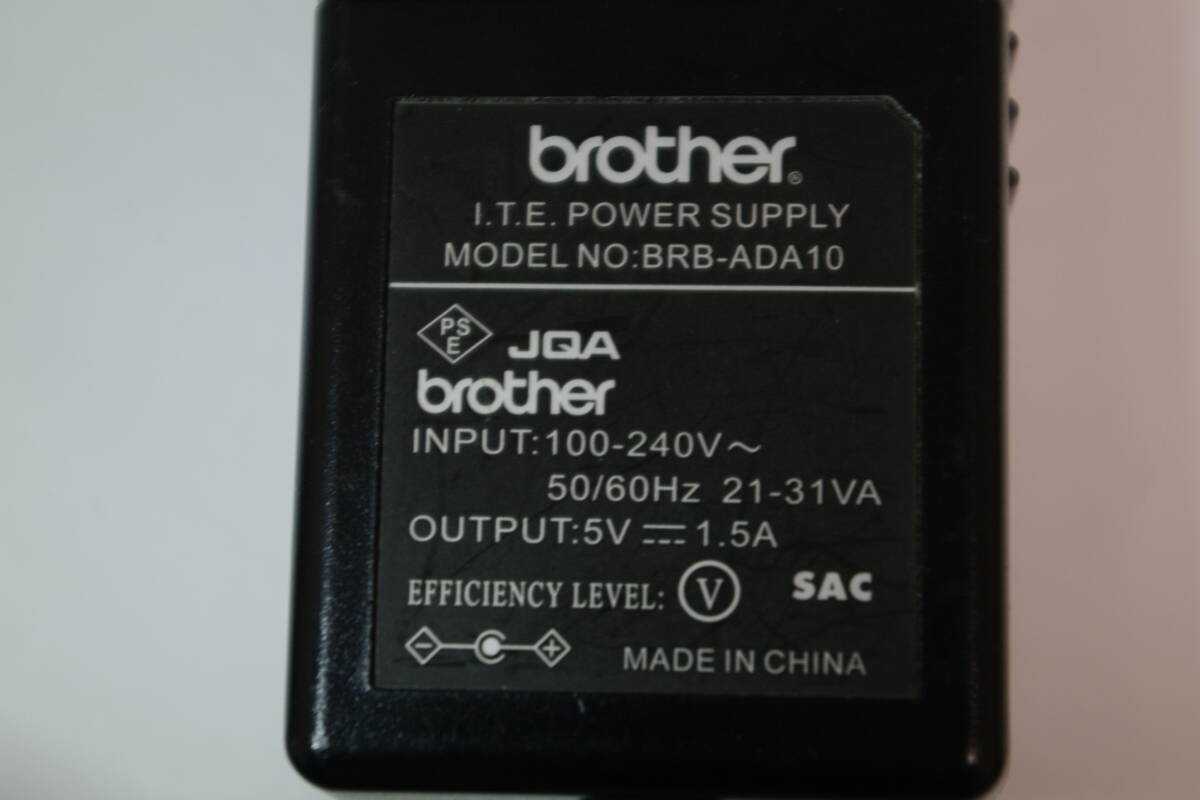 brother®
I.T.E. POWER SUPPLY
MODEL NO:BRB-ADA10
PS
E
JQA
brother
INPUT:100-240V～
50/60Hz 21-31VA
OUTPUT:5V ⎓ 1.5A
EFFICIENCY LEVEL: Ⓥ SAC
- +
MADE IN CHINA